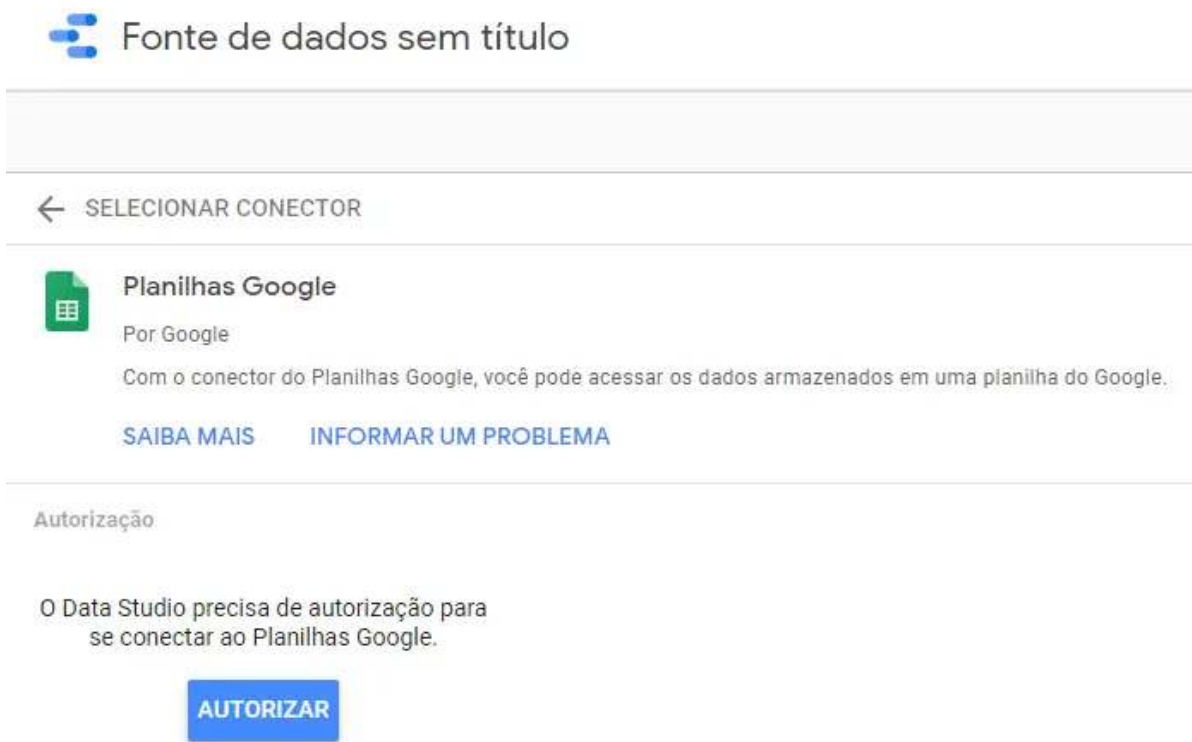 Fonte de dados sem título
SELECIONAR CONECTOR
Planilhas Google
Por Google
Com o conector do Planilhas Google, você pode acessar os dados armazenados em uma planilha do Google.
SAIBA MAIS INFORMAR UM PROBLEMA
Autorização
O Data Studio precisa de autorização para
se conectar ao Planilhas Google.
AUTORIZAR